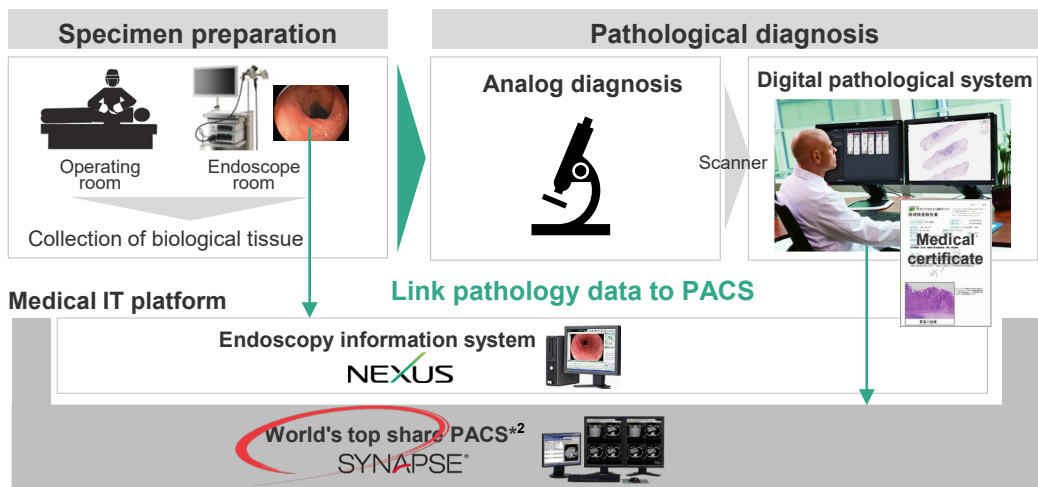 Specimen preparation
Pathological diagnosis
Operating
room
Endoscope
room
Collection of biological tissue
Analog diagnosis
Scanner
Digital pathological system
Medical
certificate
Link pathology data to PACS
Medical IT platform
Endoscopy information system
NEXUS
World's top share PACS*2
SYNAPSE